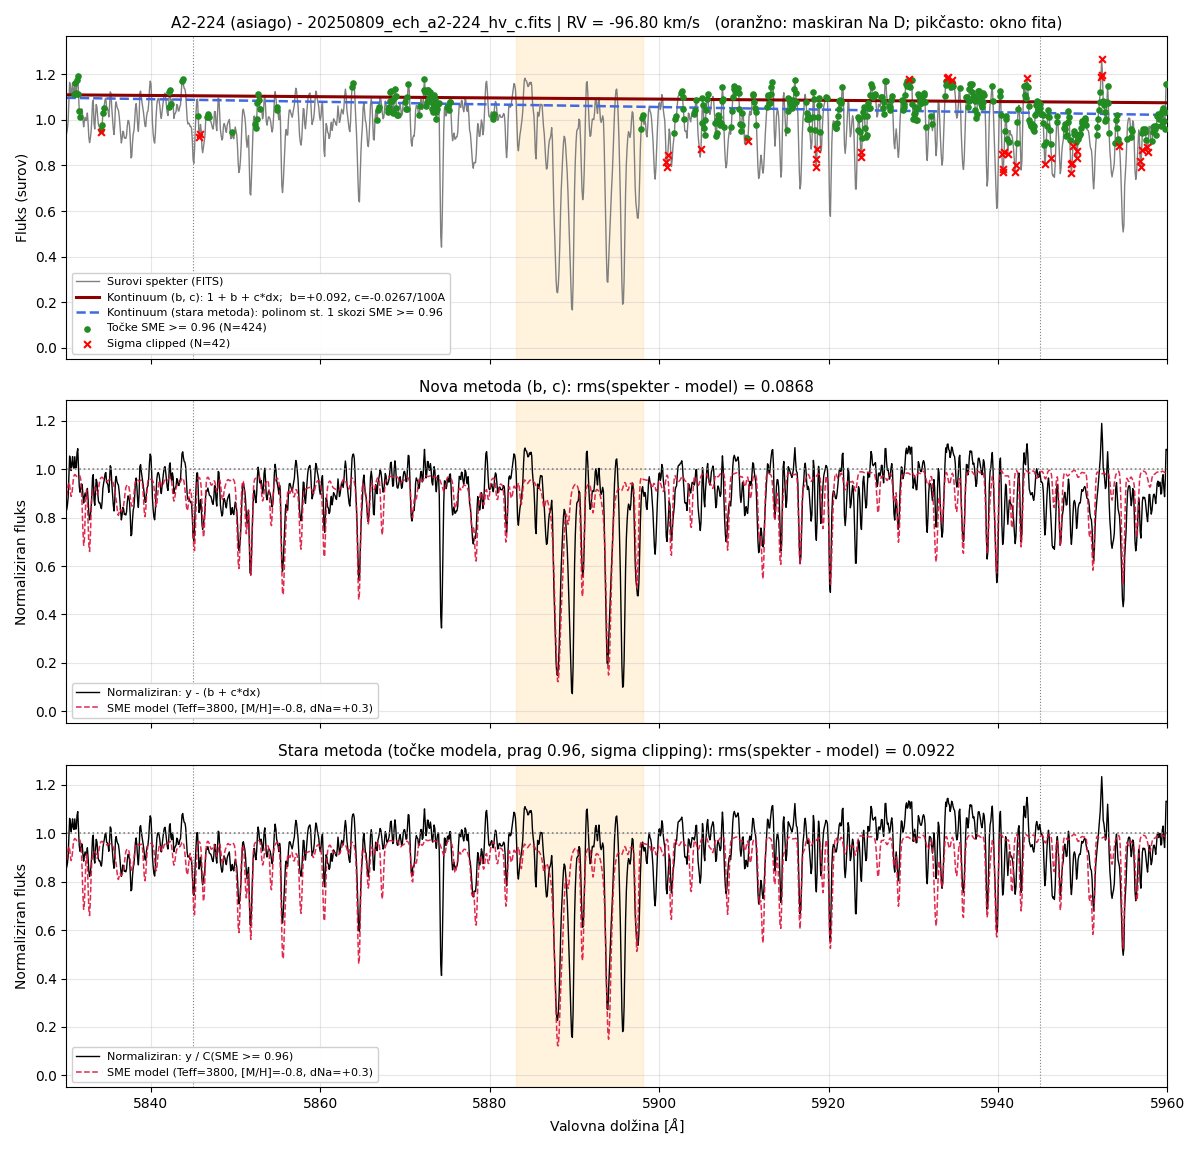 A2-224 (asiago) - 20250809_ech_a2-224_hv_c.fits | RV = -96.80 km/s   (oranžno: maskiran Na D; pikčasto: okno fita)
1.2
1.0
0.8
0.6
0.4
0.2
0.0
Fluks (surov)
Surovi spekter (FITS)
Kontinuum (b, c): 1 + b + c*dx;  b=+0.092, c=-0.0267/100A
Kontinuum (stara metoda): polinom st. 1 skozi SME >= 0.96
Točke SME >= 0.96 (N=424)
Sigma clipped (N=42)
Nova metoda (b, c): rms(spekter - model) = 0.0868
1.2
1.0
0.8
0.6
0.4
0.2
0.0
Normaliziran fluks
Normaliziran: y - (b + c*dx)
SME model (Teff=3800, [M/H]=-0.8, dNa=+0.3)
Stara metoda (točke modela, prag 0.96, sigma clipping): rms(spekter - model) = 0.0922
1.2
1.0
0.8
0.6
0.4
0.2
0.0
Normaliziran fluks
Normaliziran: y / C(SME >= 0.96)
SME model (Teff=3800, [M/H]=-0.8, dNa=+0.3)
5840 5860 5880 5900 5920 5940 5960
Valovna dolžina [Å]